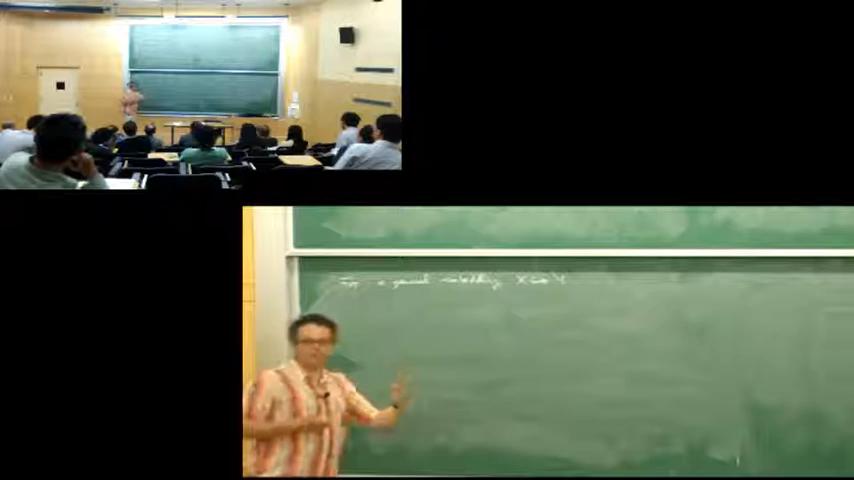 For a general embedding X ↪ Y